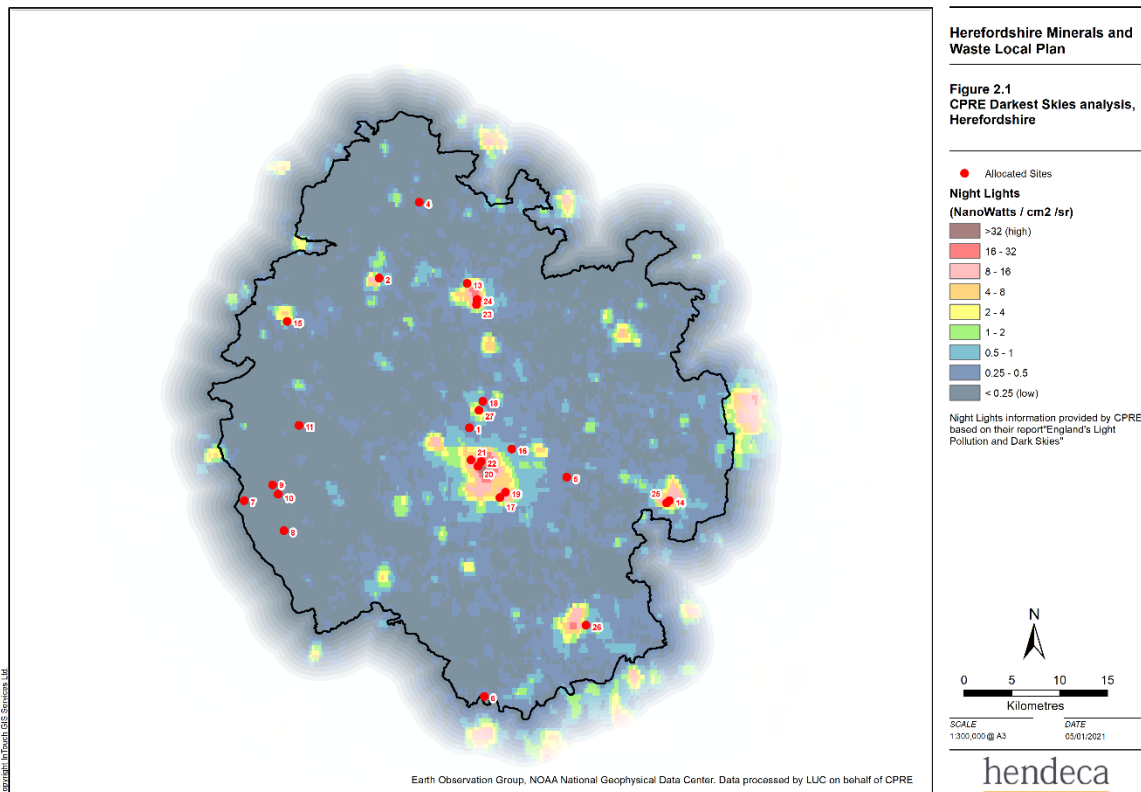 Herefordshire Minerals and
Waste Local Plan
Figure 2.1
CPRE Darkest Skies analysis,
Herefordshire
Allocated Sites
Night Lights
(NanoWatts / cm2 /sr)
>32 (high)
16 - 32
8 - 16
4 - 8
2 - 4
1 - 2
0.5 - 1
0.25 - 0.5
< 0.25 (low)
Night Lights information provided by CPRE
based on their report"England's Light
Pollution and Dark Skies"
4
2
13
24
23
15
18
27
1
11
16
21
22
20
5
9
10
7
19
17
25
14
8
26
6
N
0 5 10 15
Kilometres
SCALE
1:300,000 @ A3
DATE
05/01/2021
hendeca
Earth Observation Group, NOAA National Geophysical Data Center. Data processed by LUC on behalf of CPRE
InTouch GIS Services Ltd